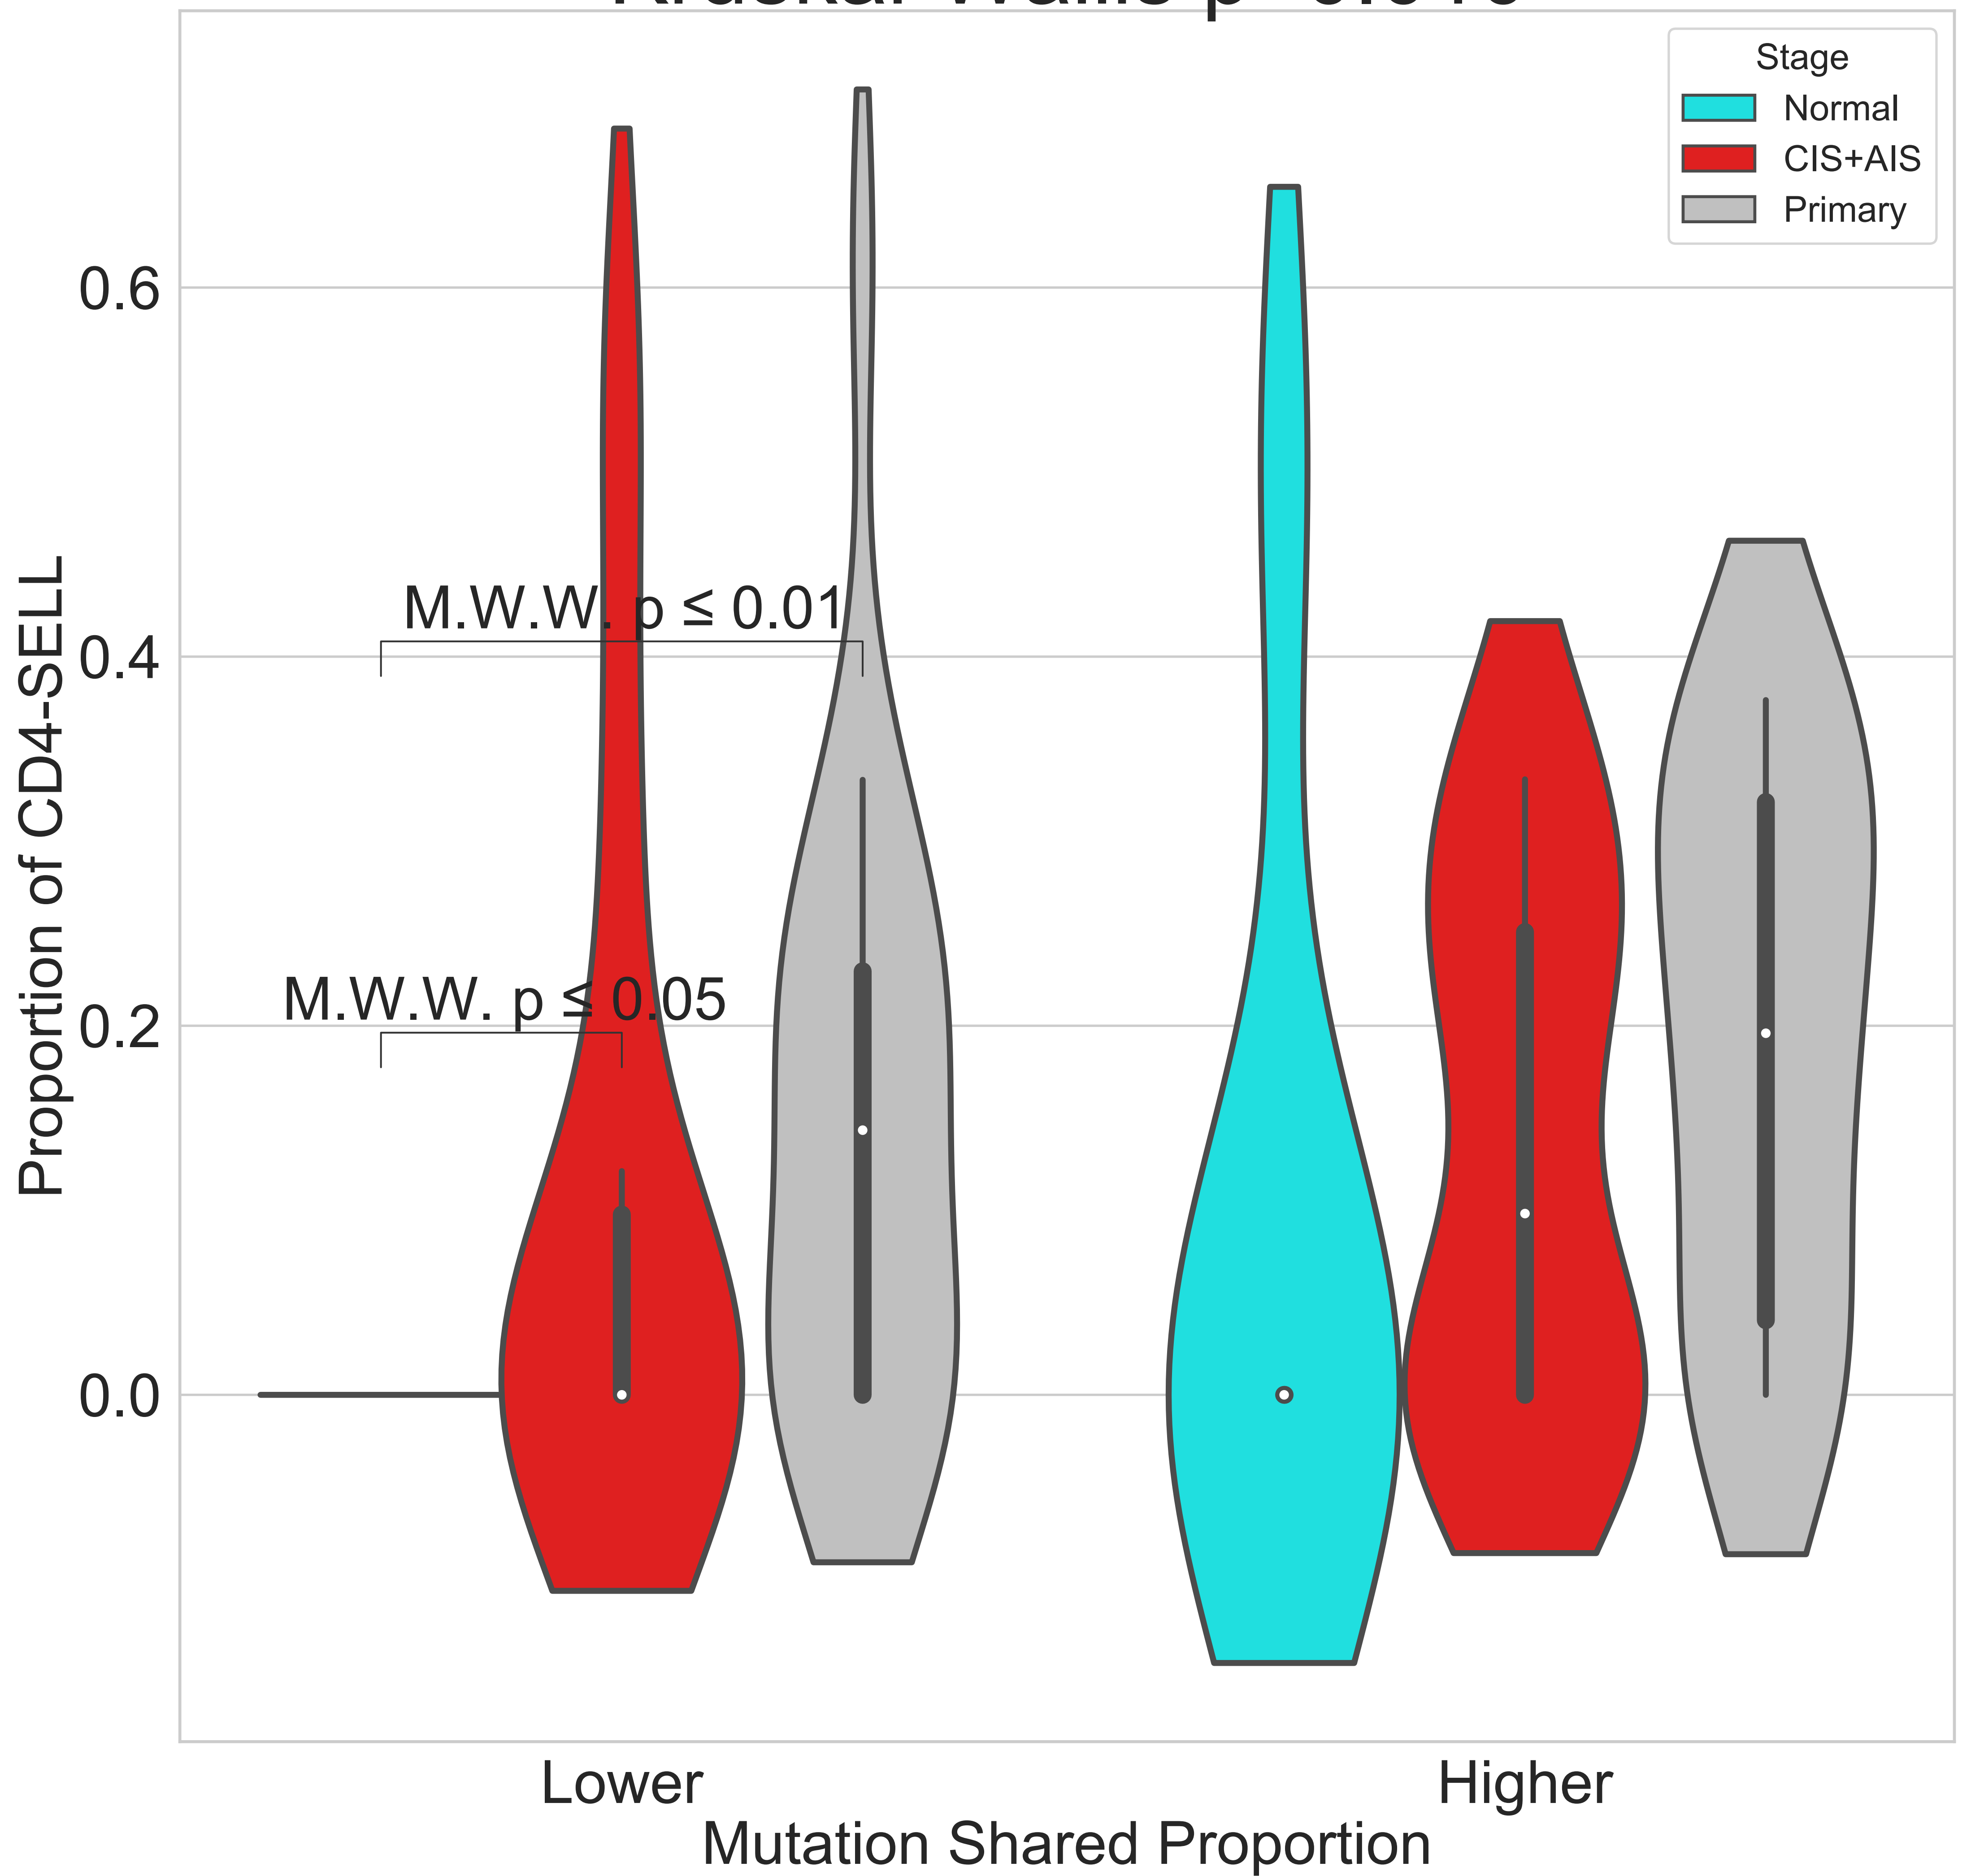 Stage
Normal
CIS+AIS
Primary
0.6
0.4
0.2
0.0
Proportion of CD4-SELL
M.W.W. p ≤ 0.01
M.W.W. p ≤ 0.05
Lower
Higher
Mutation Shared Proportion